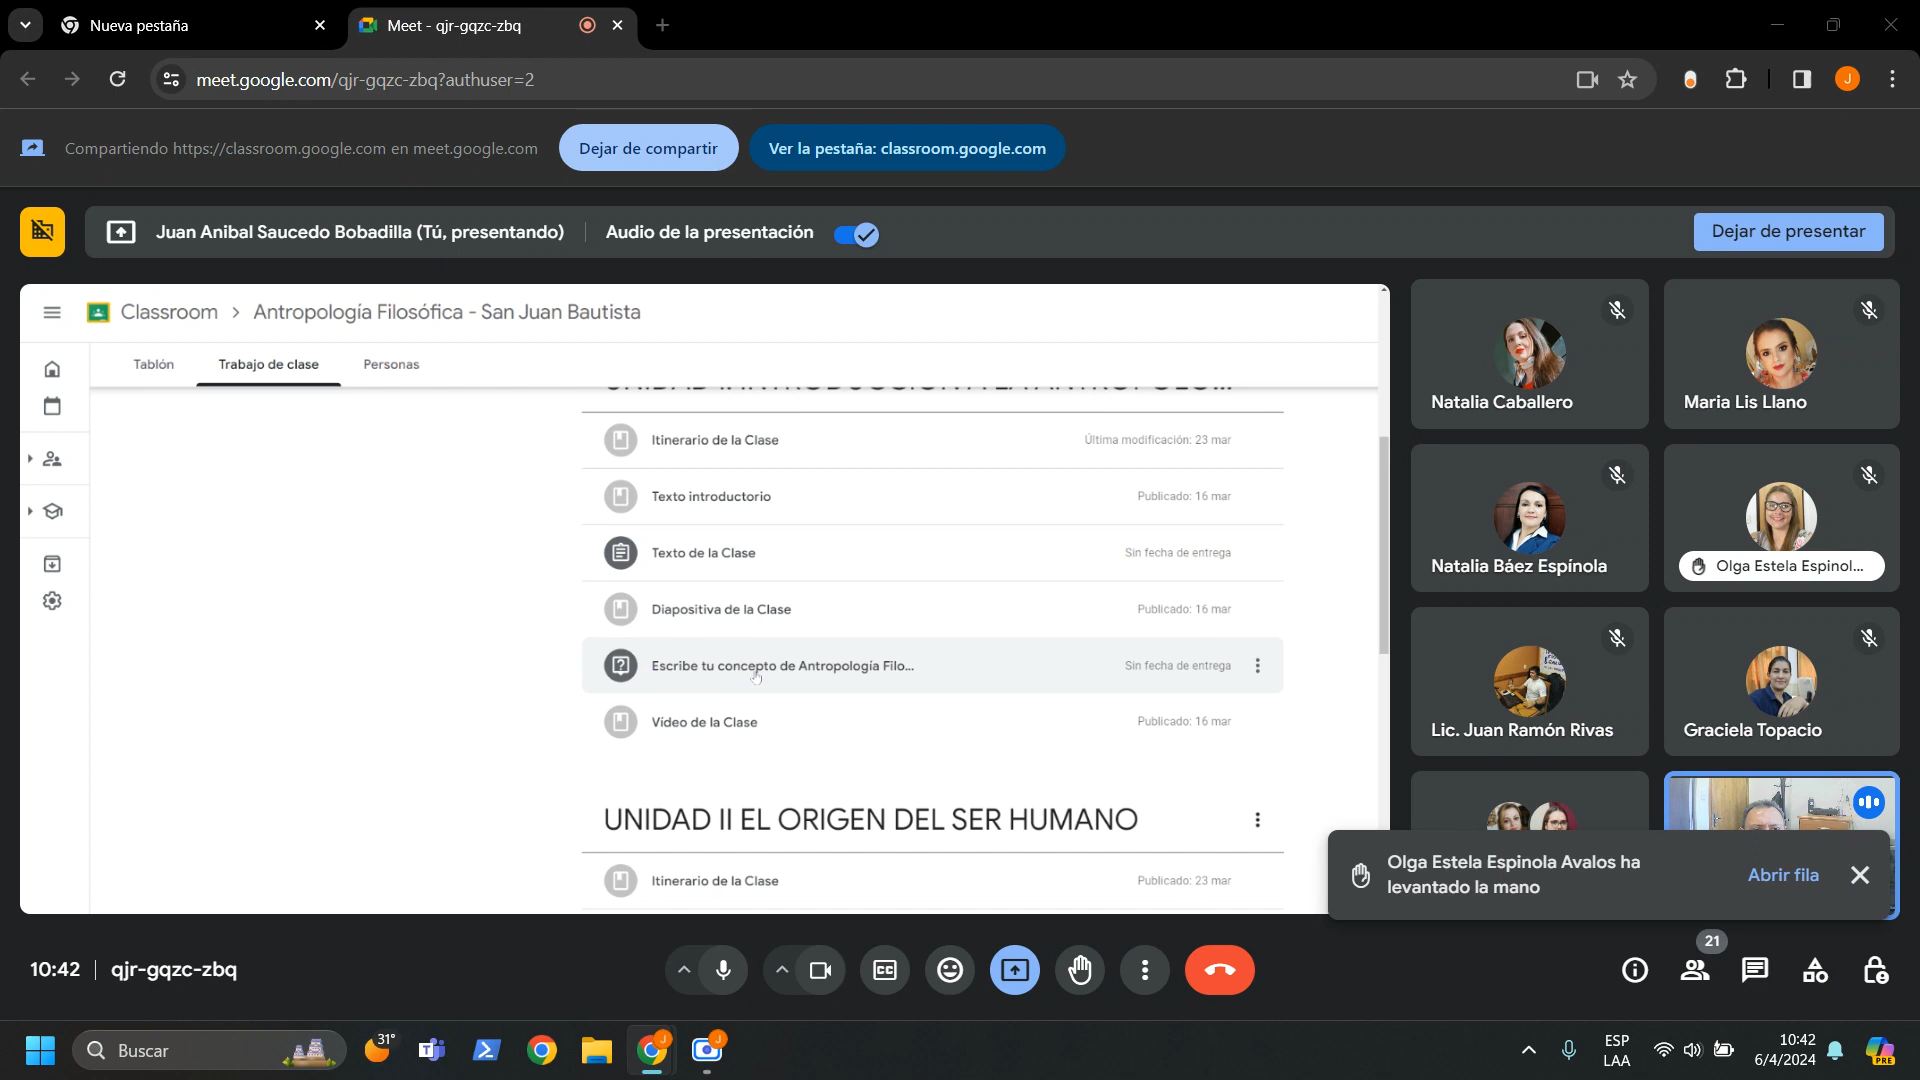 Nueva pestaña
Meet - qjr-gqzc-zbq
meet.google.com/qjr-gqzc-zbq?authuser=2
J
Compartiendo https://classroom.google.com en meet.google.com
Dejar de compartir
Ver la pestaña: classroom.google.com
Juan Anibal Saucedo Bobadilla (Tú, presentando)
Audio de la presentación
Dejar de presentar
Classroom > Antropología Filosófica - San Juan Bautista
Tablón
Trabajo de clase
Personas
Itinerario de la Clase
Última modificación: 23 mar
Texto introductorio
Publicado: 16 mar
Texto de la Clase
Sin fecha de entrega
Diapositiva de la Clase
Publicado: 16 mar
Escribe tu concepto de Antropología Filo...
Sin fecha de entrega
Vídeo de la Clase
Publicado: 16 mar
UNIDAD II EL ORIGEN DEL SER HUMANO
Itinerario de la Clase
Publicado: 23 mar
Natalia Caballero
Maria Lis Llano
Natalia Báez Espínola
Olga Estela Espinol...
Lic. Juan Ramón Rivas
Graciela Topacio
Olga Estela Espinola Avalos ha
levantado la mano
Abrir fila
10:42
qjr-gqzc-zbq
21
Buscar
31°
J
J
ESP
LAA
10:42
6/4/2024
PRE